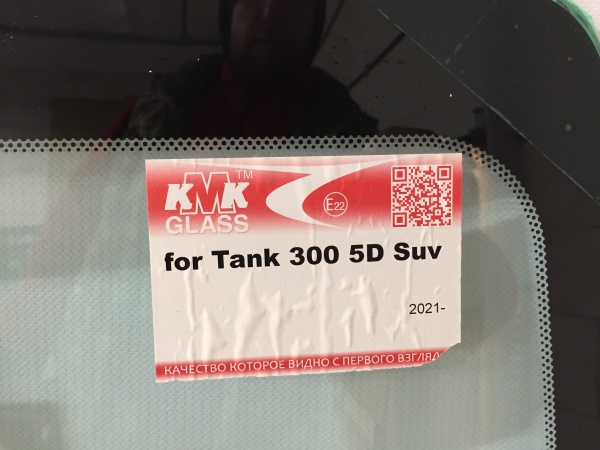 KMK TM
GLASS
E22
for Tank 300 5D Suv
2021-
КАЧЕСТВО КОТОРОЕ ВИДНО С ПЕРВОГО ВЗГЛЯДА